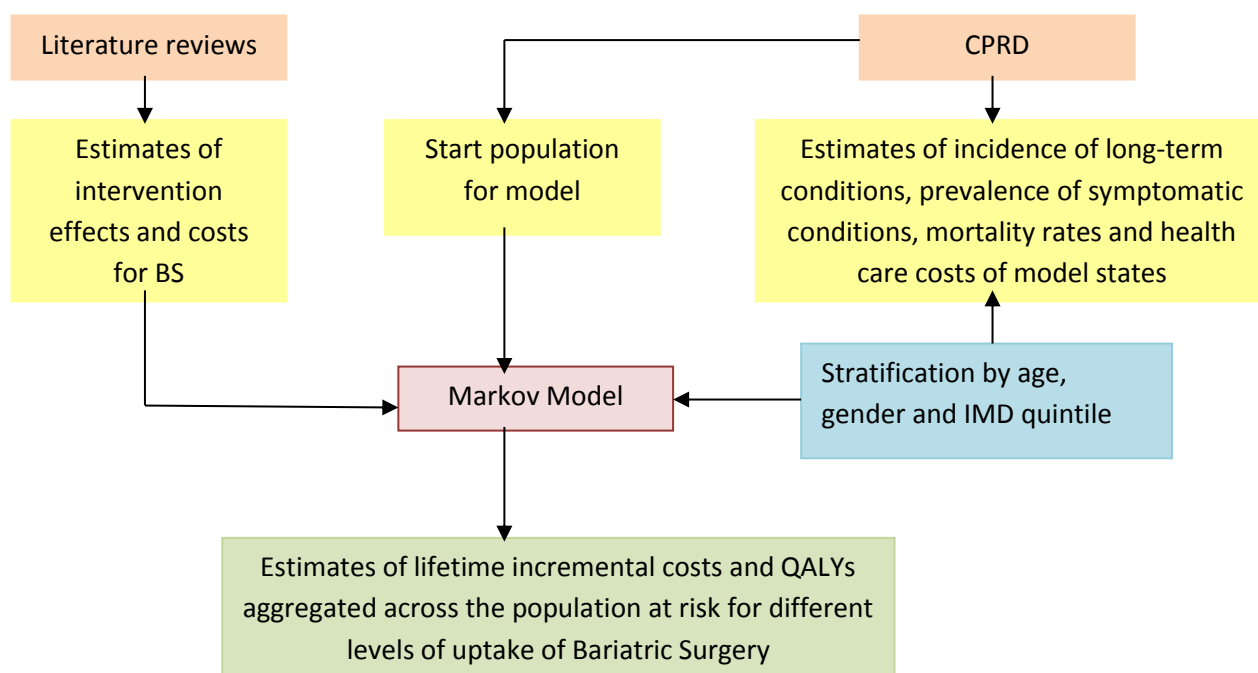 Literature reviews
CPRD
Estimates of
intervention
effects and costs
for BS
Start population
for model
Estimates of incidence of long-term
conditions, prevalence of symptomatic
conditions, mortality rates and health
care costs of model states
Markov Model
Stratification by age,
gender and IMD quintile
Estimates of lifetime incremental costs and QALYs
aggregated across the population at risk for different
levels of uptake of Bariatric Surgery